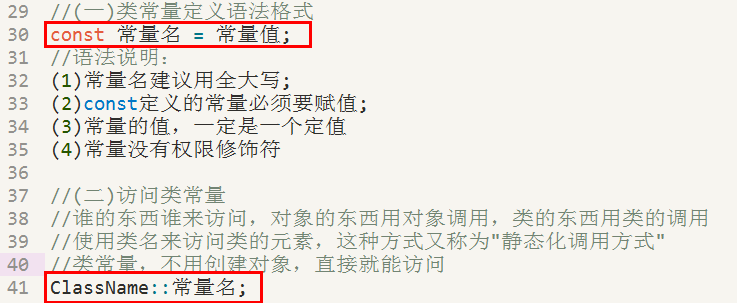 29 //(一)类常量定义语法格式
30 const 常量名 = 常量值;
31 //语法说明:
32 (1)常量名建议用全大写;
33 (2)const定义的常量必须要赋值;
34 (3)常量的值，一定是一个定值
35 (4)常量没有权限修饰符
36
37 //(二)访问类常量
38 //谁的东西谁来访问，对象的东西用对象调用，类的东西用类的调用
39 //使用类名来访问类的元素，这种方式又称为"静态化调用方式"
40 //类常量，不用创建对象，直接就能访问
41 ClassName::常量名;